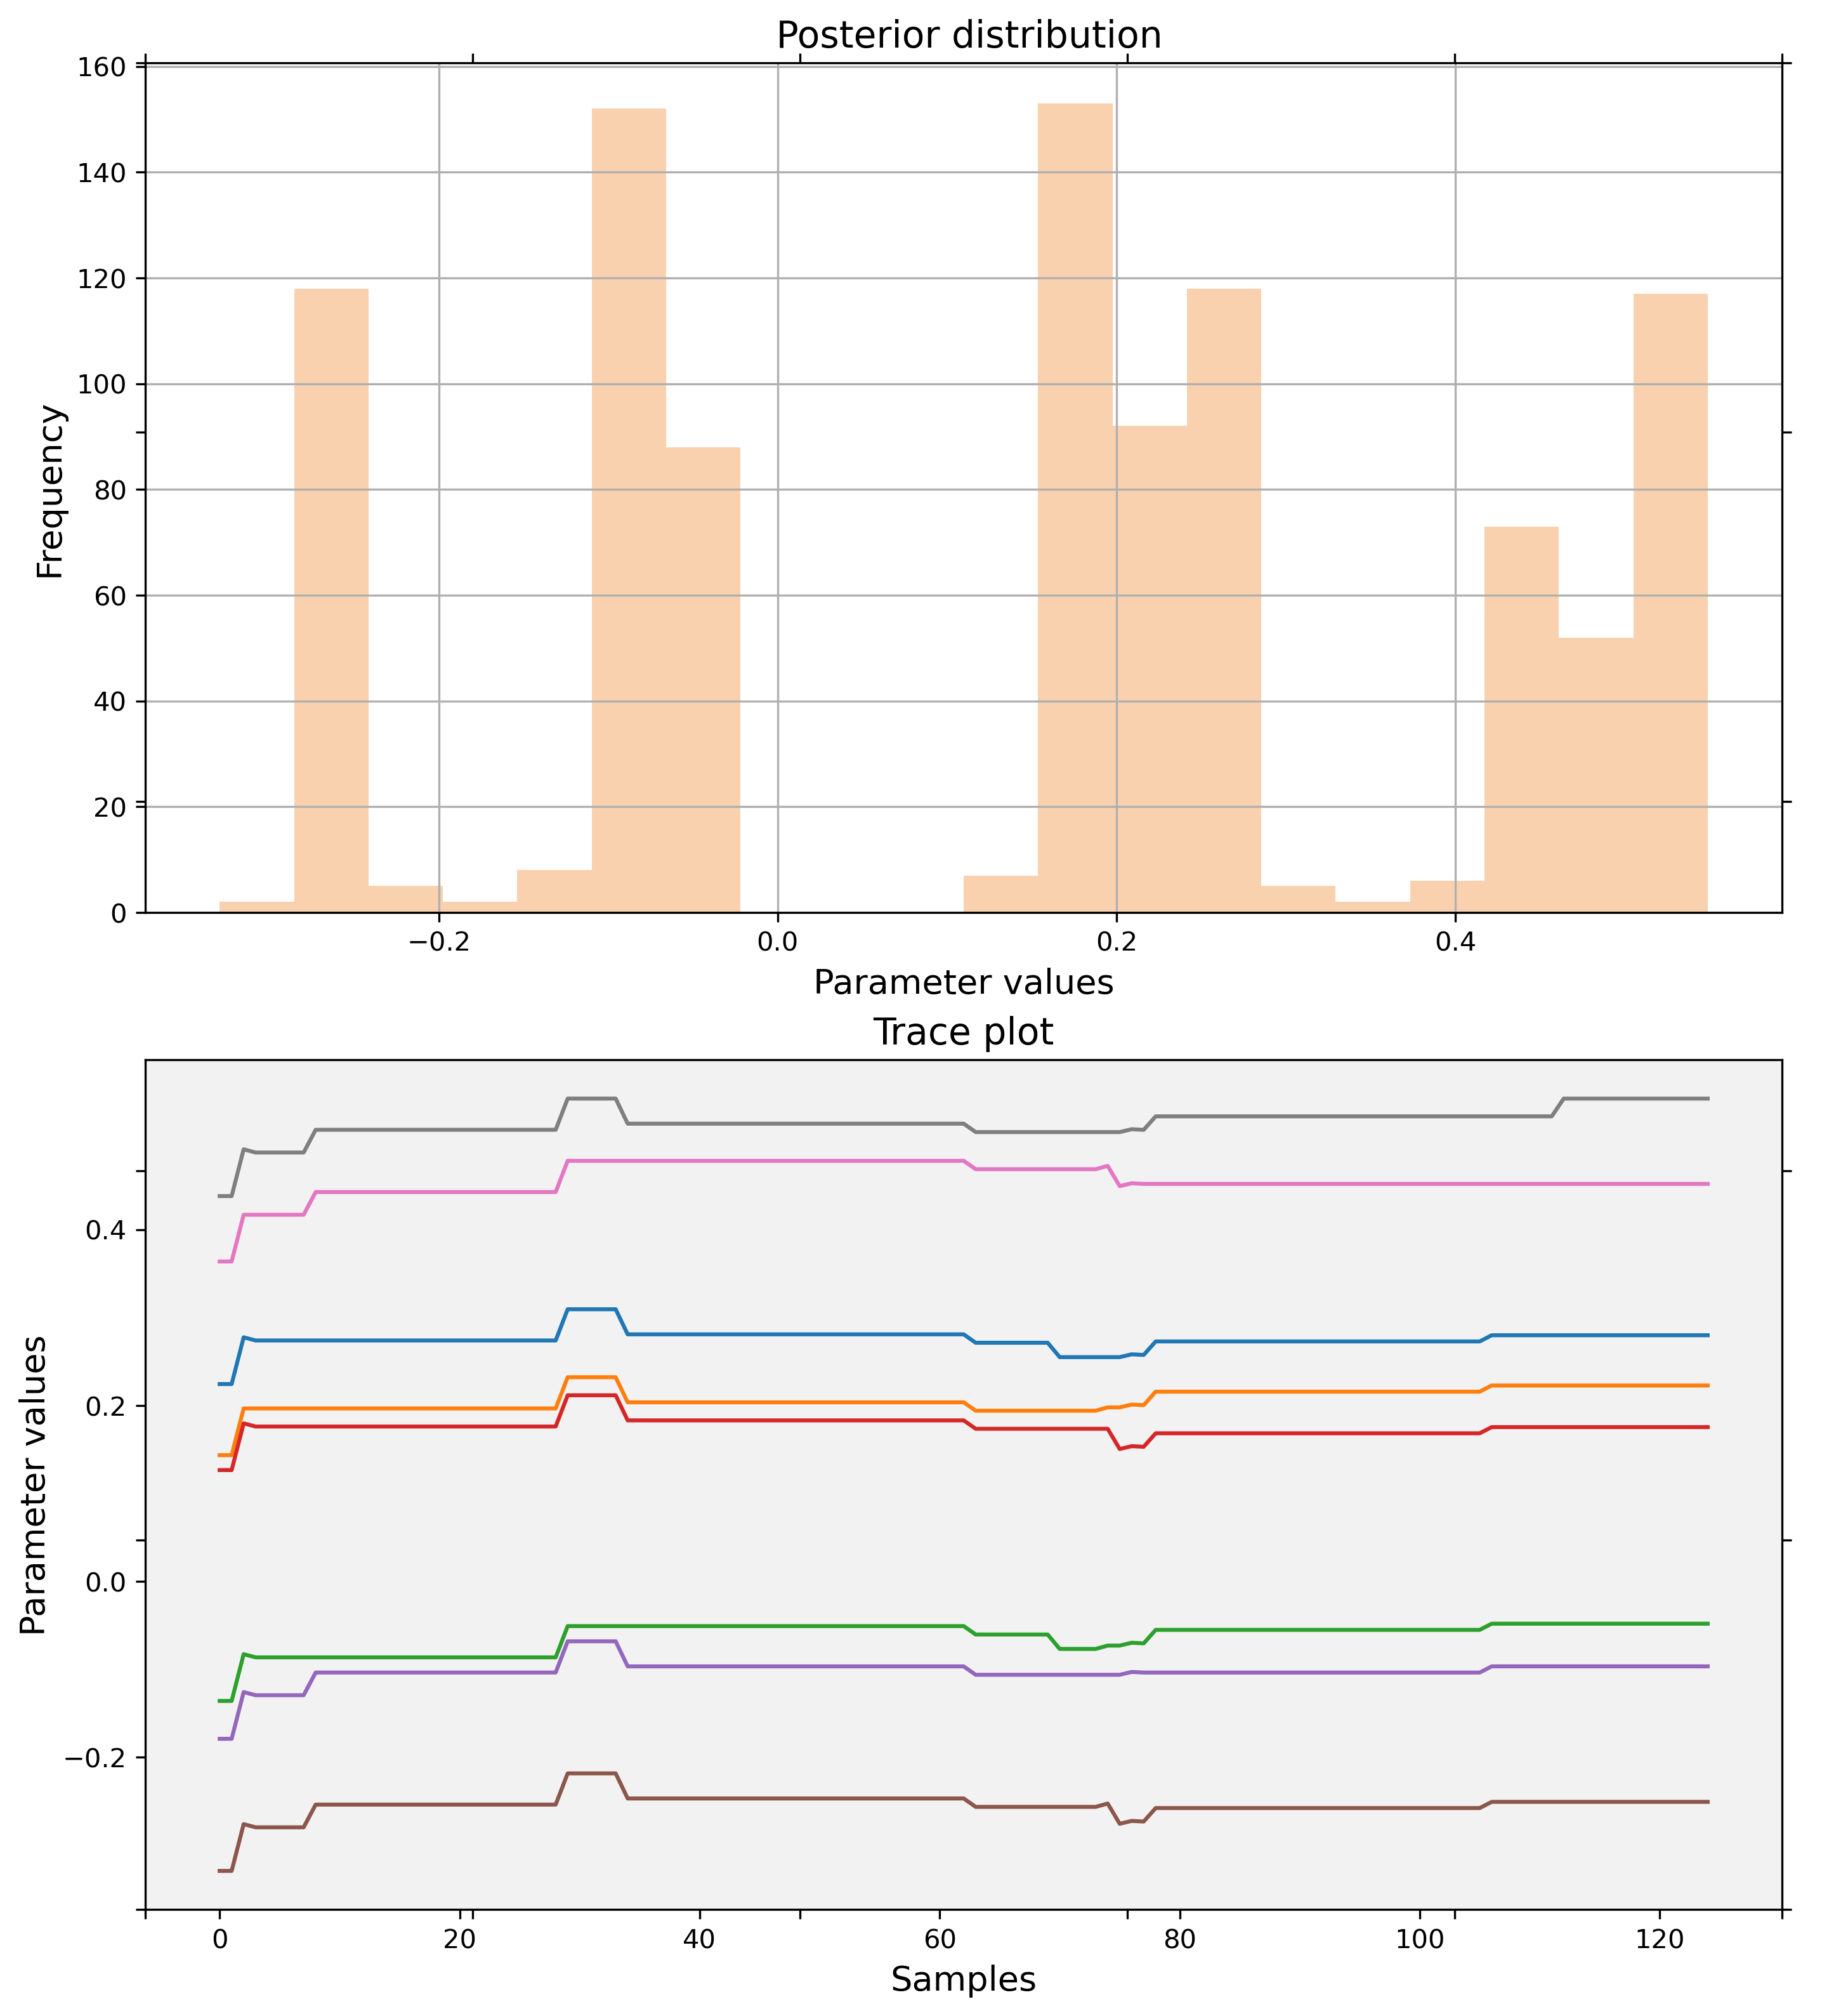 Posterior distribution
160
140
120
100
80
60
40
20
0
Frequency
−0.2 0.0 0.2 0.4
Parameter values
Trace plot
0.4
0.2
0.0
−0.2
Parameter values
0 20 40 60 80 100 120
Samples